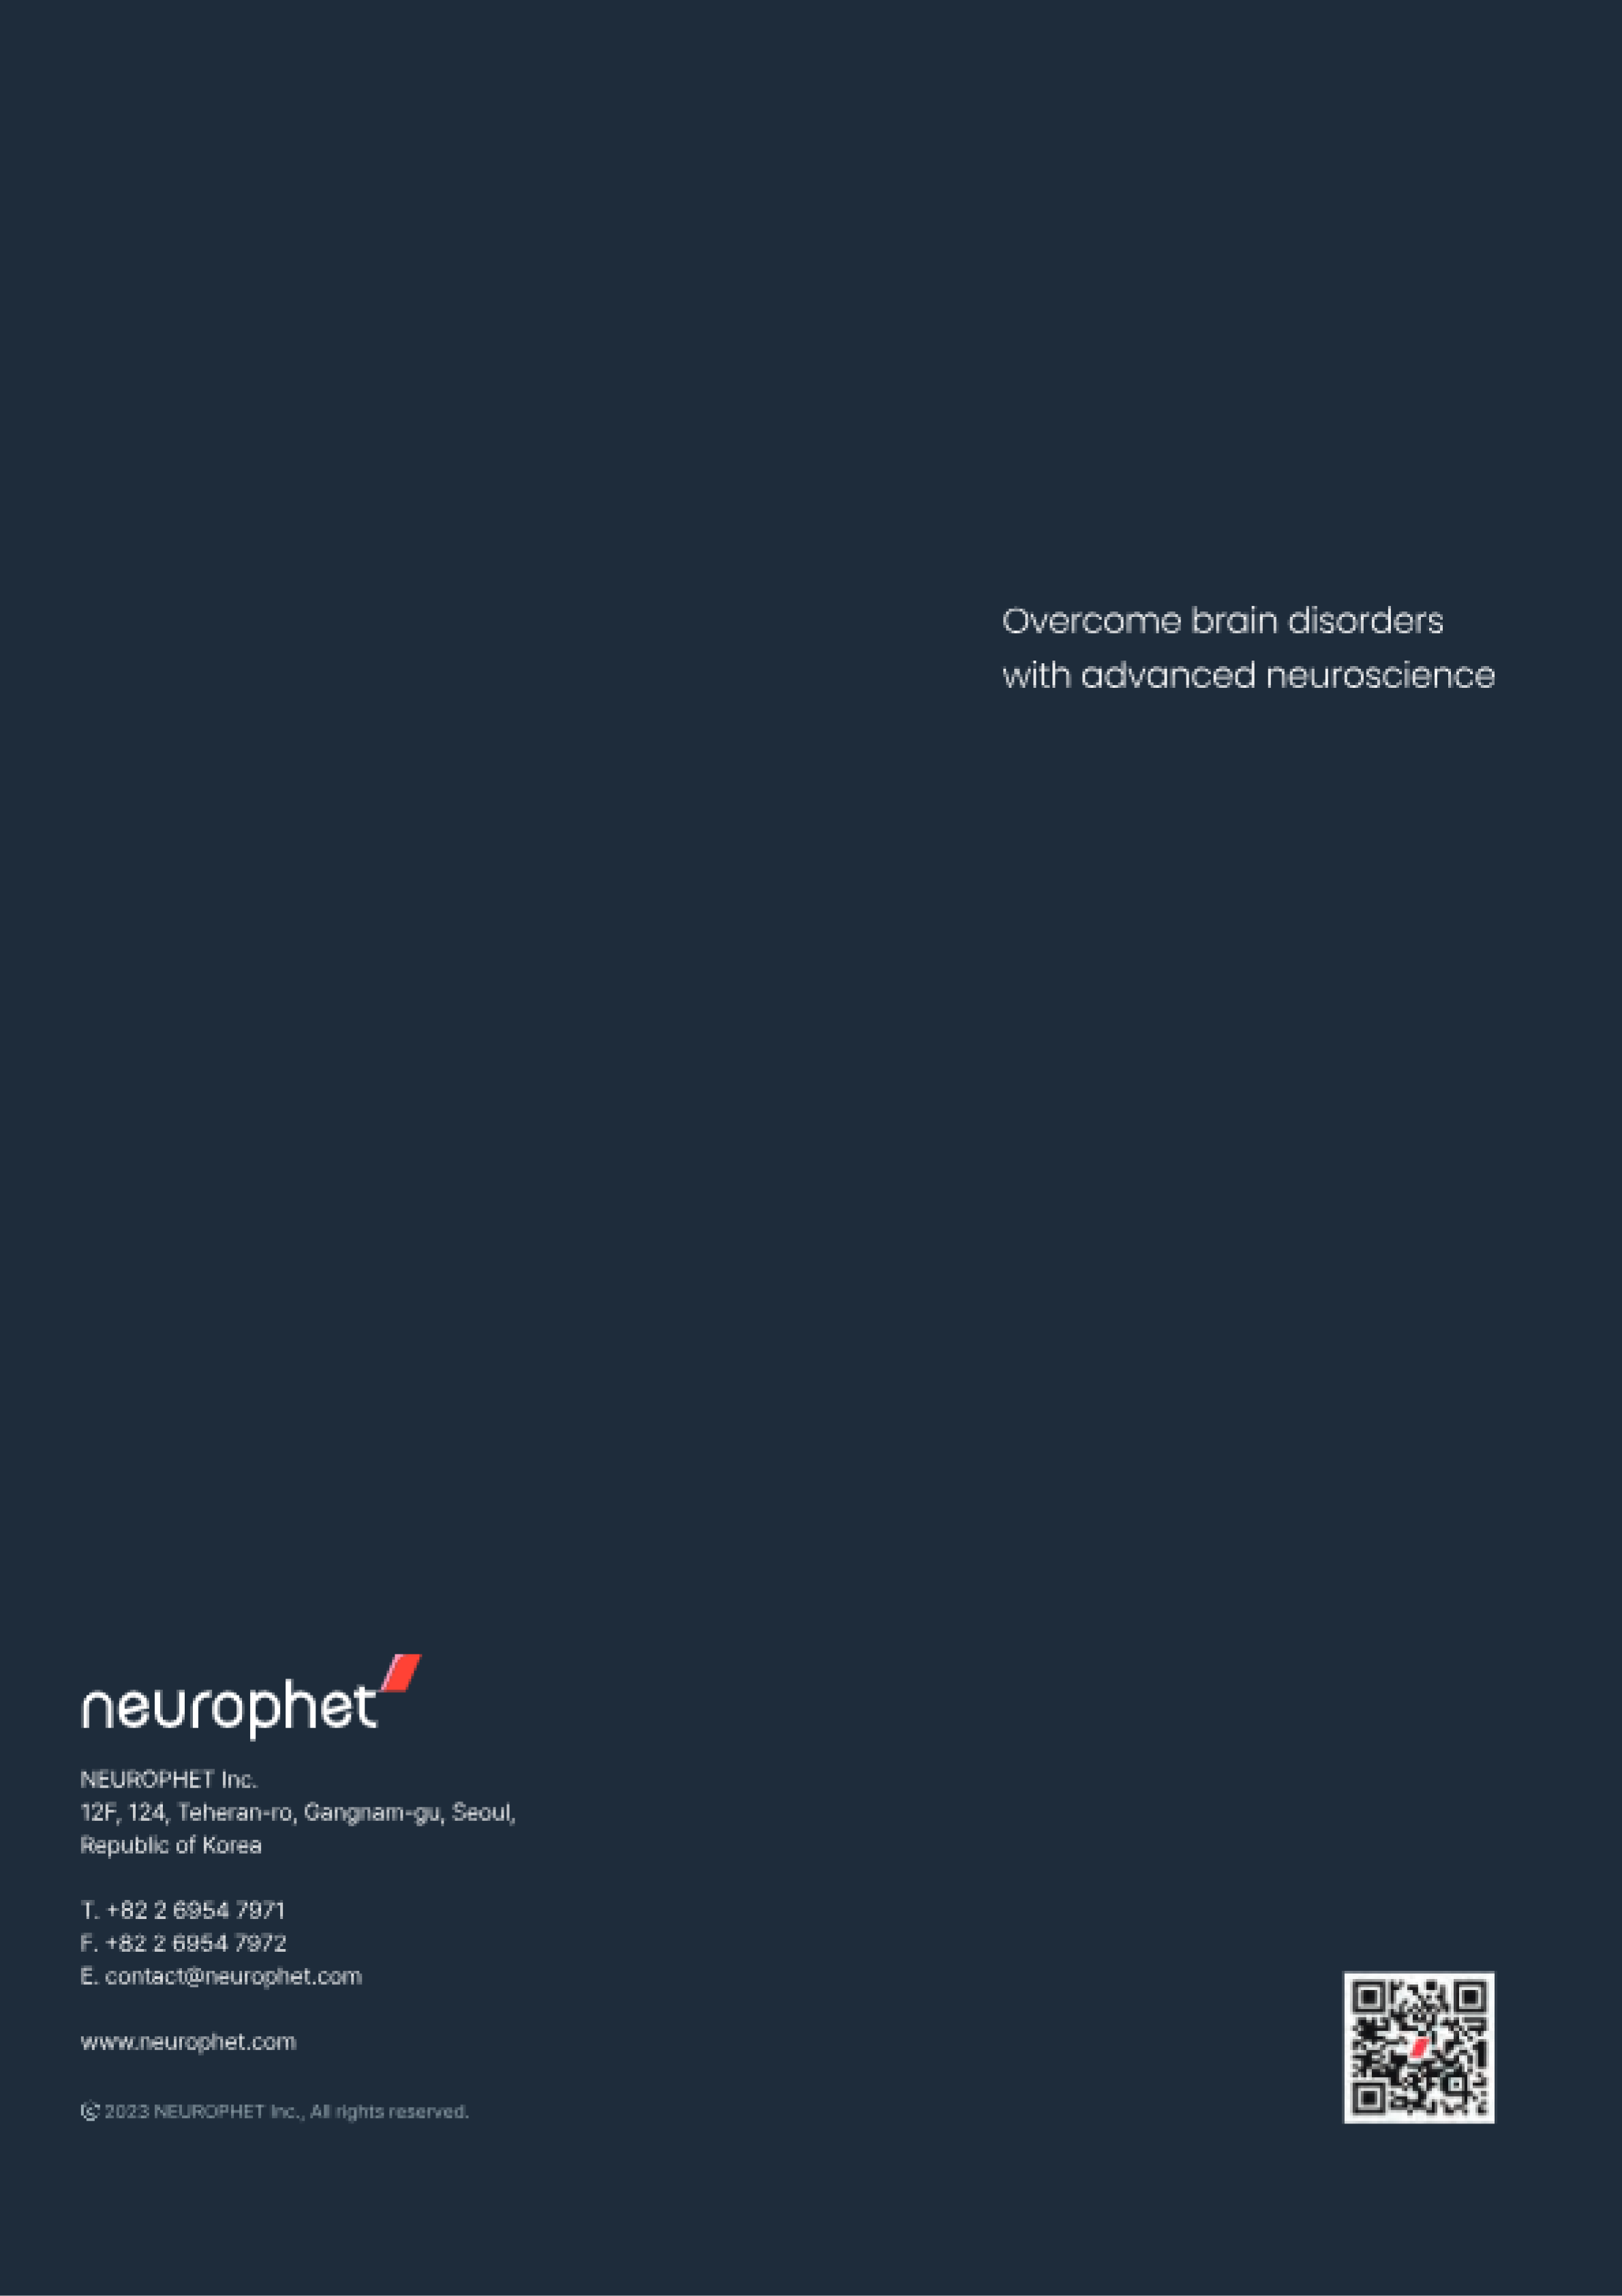 Overcome brain disorders
with advanced neuroscience
neurophet
NEUROPHET Inc.
12F, 124, Teheran-ro, Gangnam-gu, Seoul,
Republic of Korea
T. +82 2 6954 7971
F. +82 2 6954 7972
E. contact@neurophet.com
www.neurophet.com
© 2023 NEUROPHET Inc., All rights reserved.